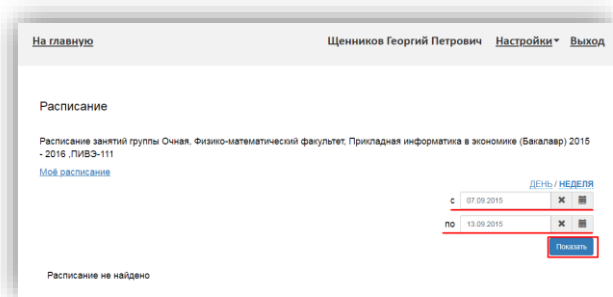 На главную Щенников Георгий Петрович Настройки Выход
Расписание
Расписание занятий группы Очная, Физико-математический факультет, Прикладная информатика в экономике (Бакалавр) 2015
- 2016 ,ПИВЭ-111
Моё расписание
ДЕНЬ / НЕДЕЛЯ
с 07.09.2015
по 13.09.2015
Показать
Расписание не найдено